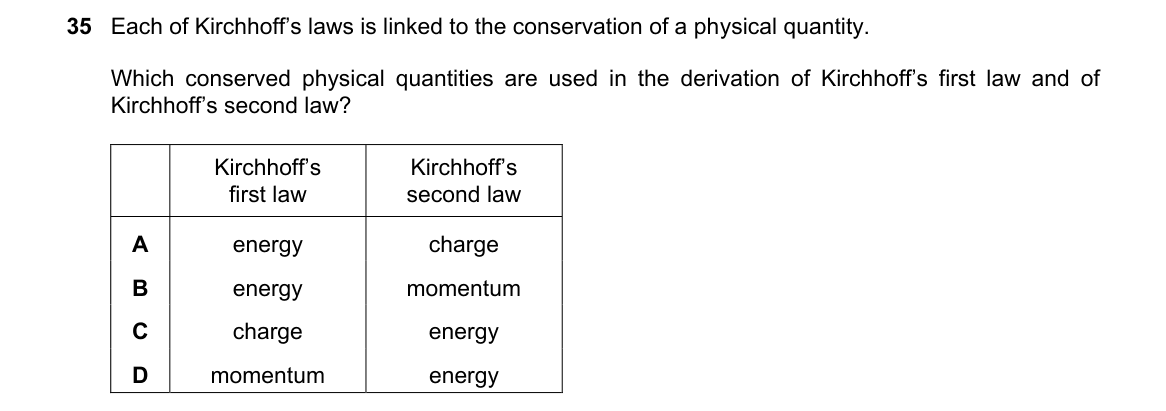 35 Each of Kirchhoff’s laws is linked to the conservation of a physical quantity.
Which conserved physical quantities are used in the derivation of Kirchhoff’s first law and of
Kirchhoff’s second law?
Kirchhoff’s Kirchhoff’s
first law second law
A energy charge
B energy momentum
C charge energy
D momentum energy